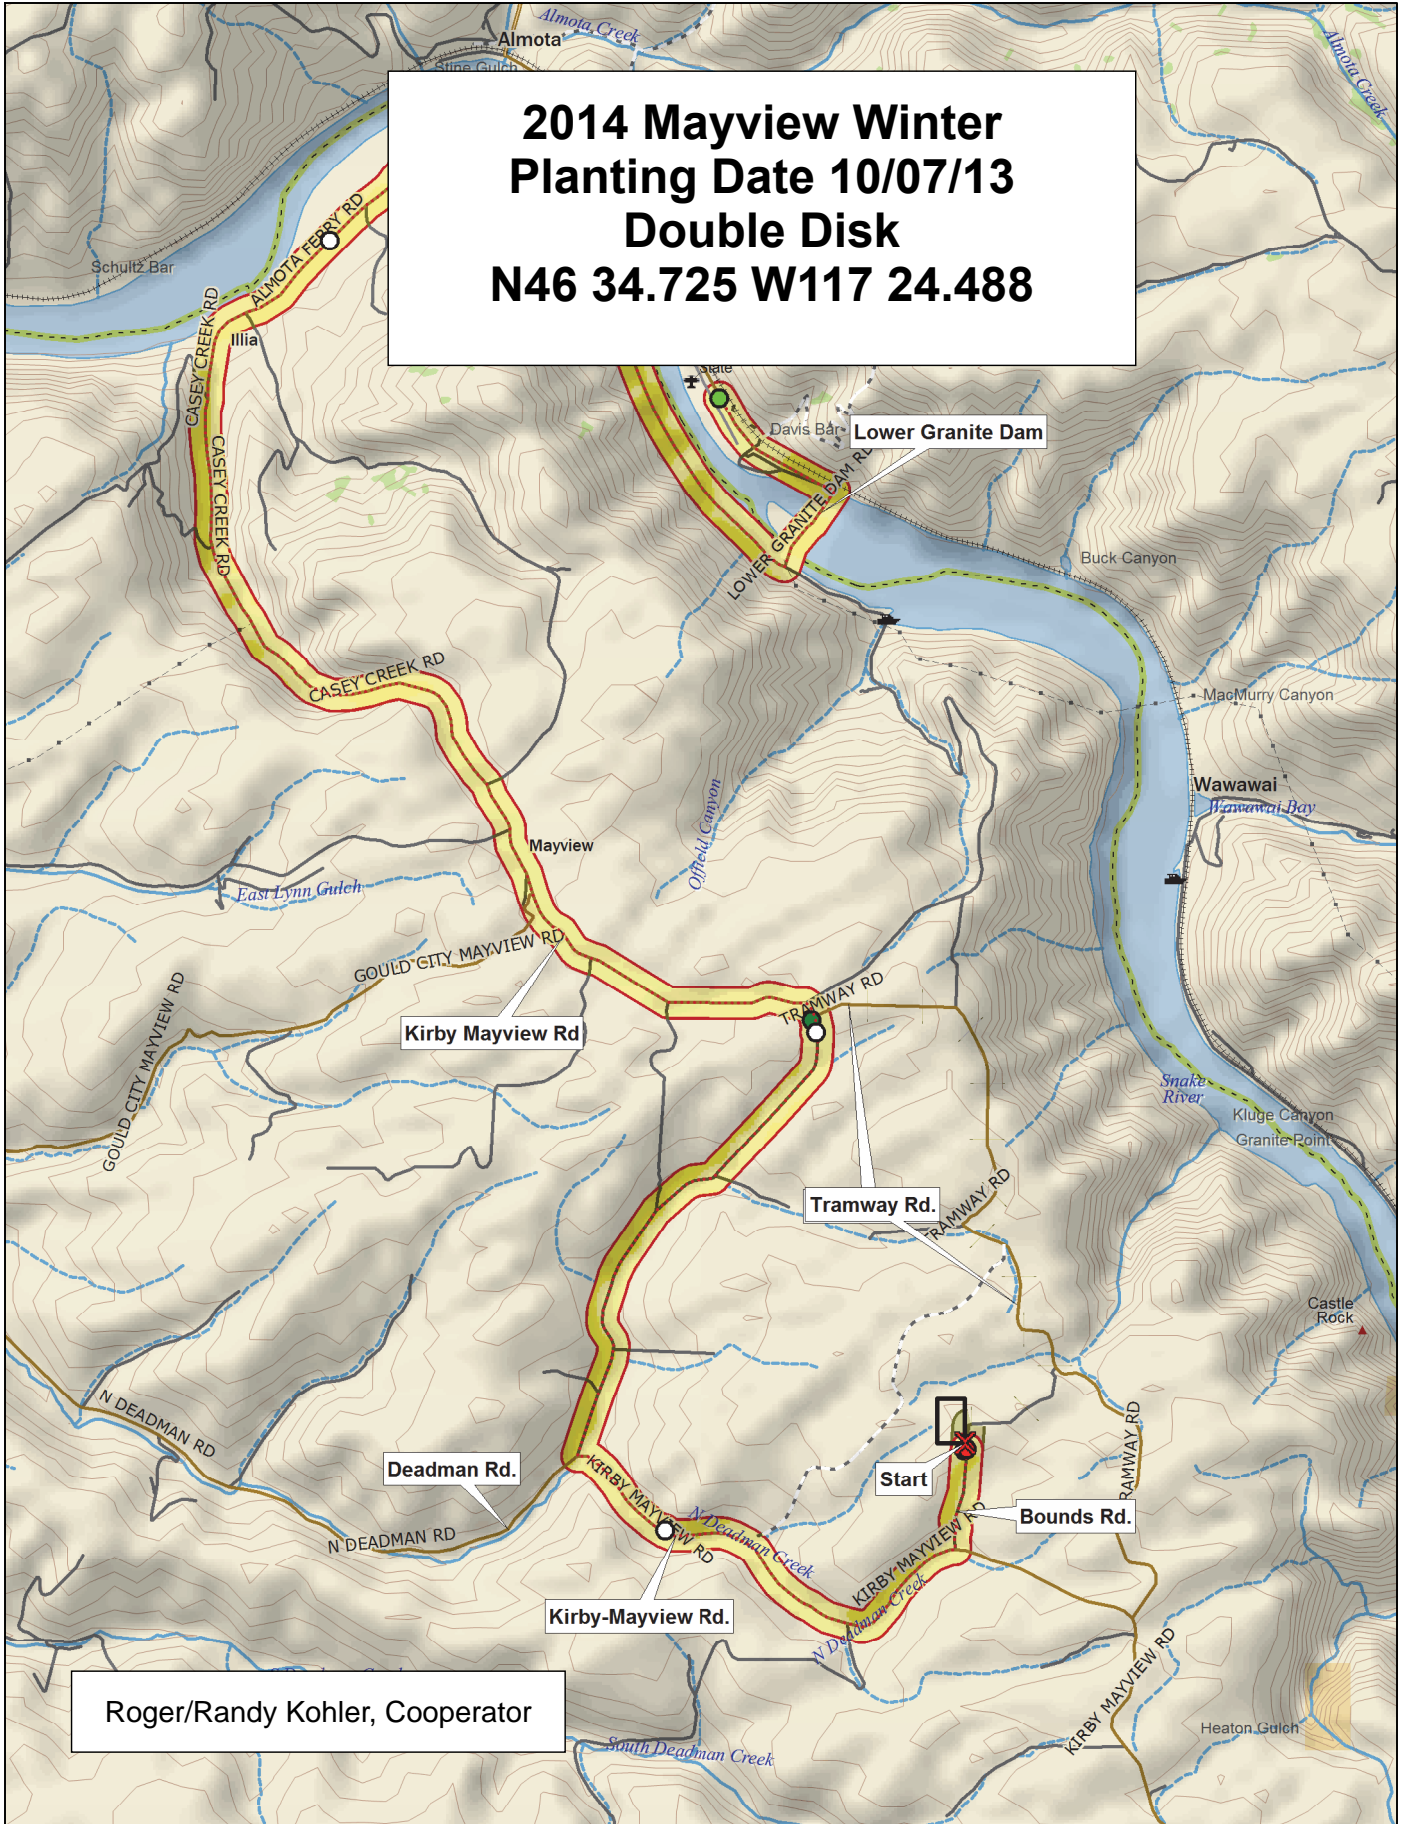 Almota Creek
Almota
Stine Gulch
Almota Creek
2014 Mayview Winter
Planting Date 10/07/13
Double Disk
N46 34.725 W117 24.488
ALMOTA FERRY RD
Schultz Bar
CASEY CREEK RD
Illia
State
Davis Bar
Lower Granite Dam
CASEY CREEK RD
LOWER GRANITE DAM RD
Buck Canyon
CASEY CREEK RD
MacMurry Canyon
Offield Canyon
Wawawai
Wawawai Bay
Mayview
East Lynn Gulch
GOULD CITY MAYVIEW RD
GOULD CITY MAYVIEW RD
TRAMWAY RD
Kirby Mayview Rd
Snake
River
Kluge Canyon
Granite Point
Tramway Rd.
TRAMWAY RD
Castle
Rock
N DEADMAN RD
TRAMWAY RD
Deadman Rd.
KIRBY MAYVIEW RD
Start
Bounds Rd.
N DEADMAN RD
N Deadman Creek
KIRBY MAYVIEW RD
Kirby-Mayview Rd.
N Deadman Creek
KIRBY MAYVIEW RD
Roger/Randy Kohler, Cooperator
Heaton Gulch
South Deadman Creek